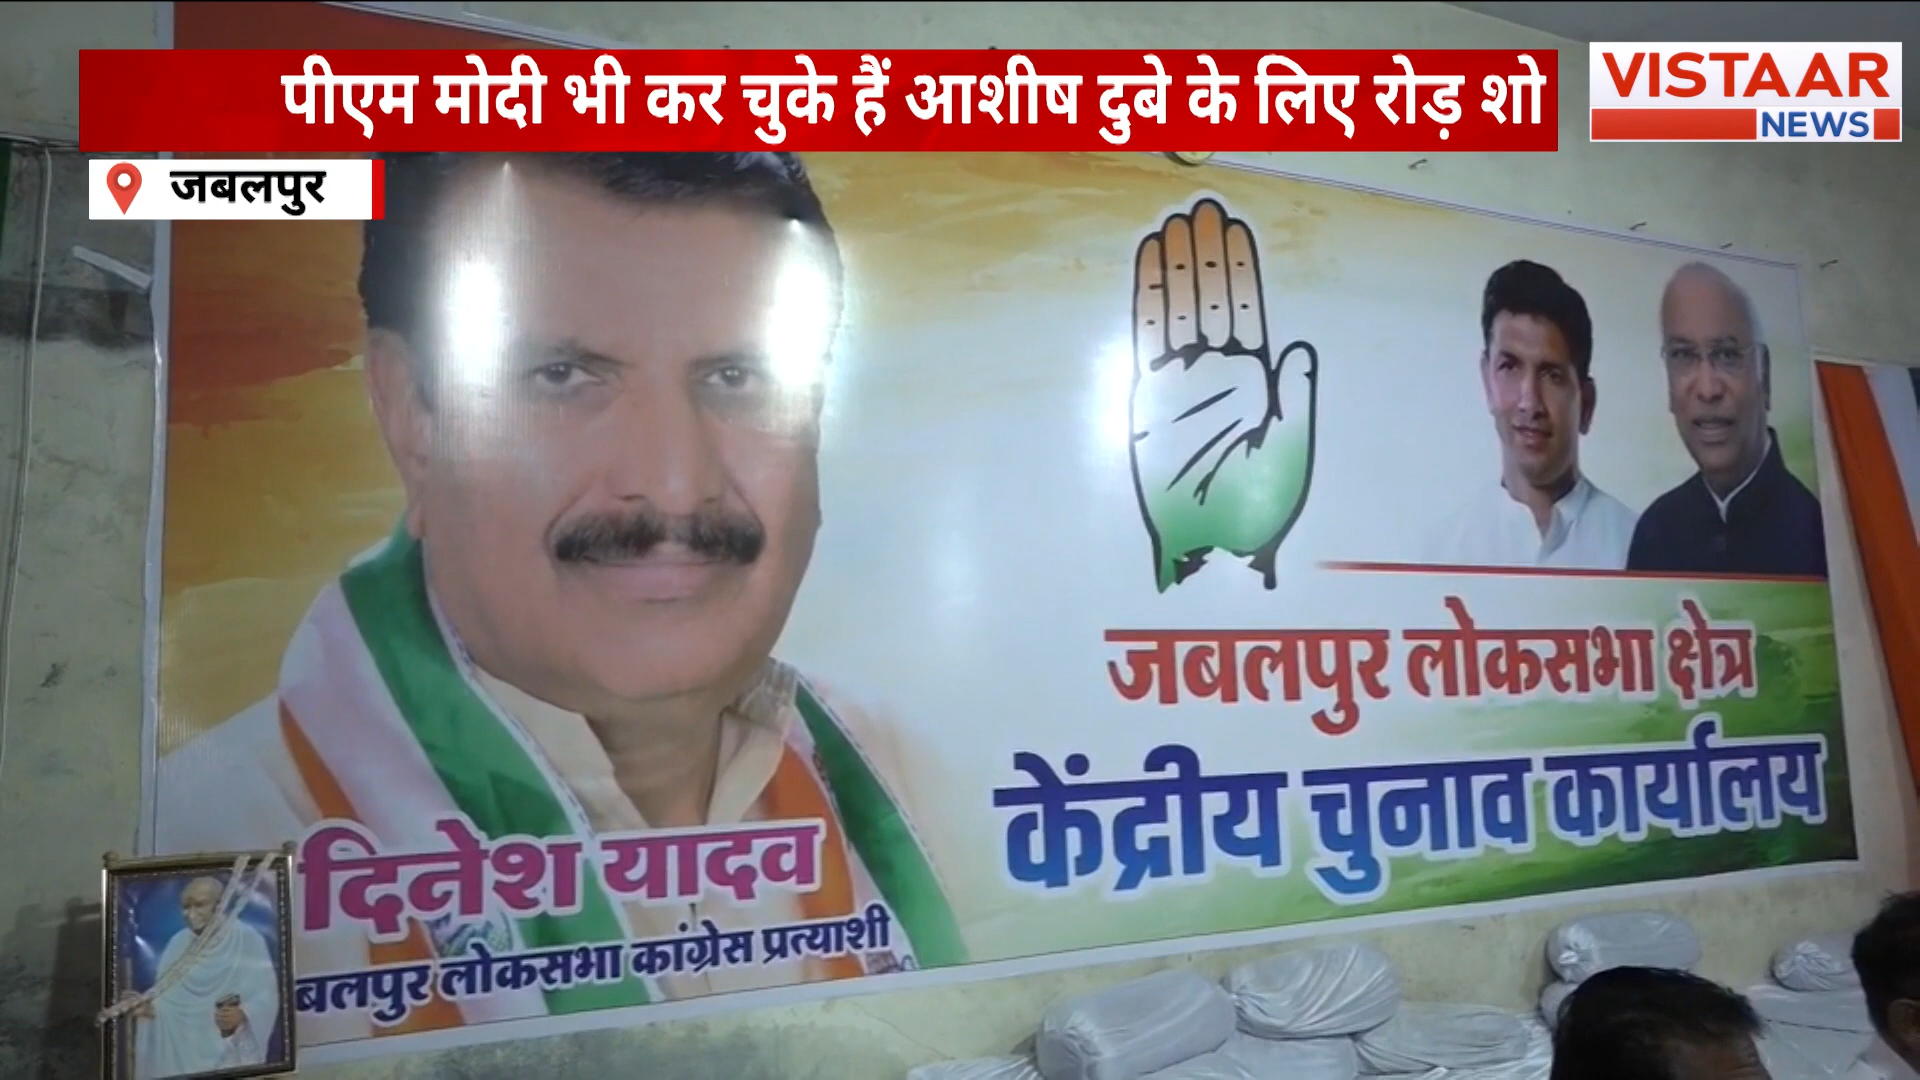 पीएम मोदी भी कर चुके हैं आशीष दुबे के लिए रोड़ शो
VISTAAR
NEWS
जबलपुर
जबलपुर लोकसभा क्षेत्र
केंद्रीय चुनाव कार्यालय
दिनेश यादव
बलपुर लोकसभा कांग्रेस प्रत्याशी